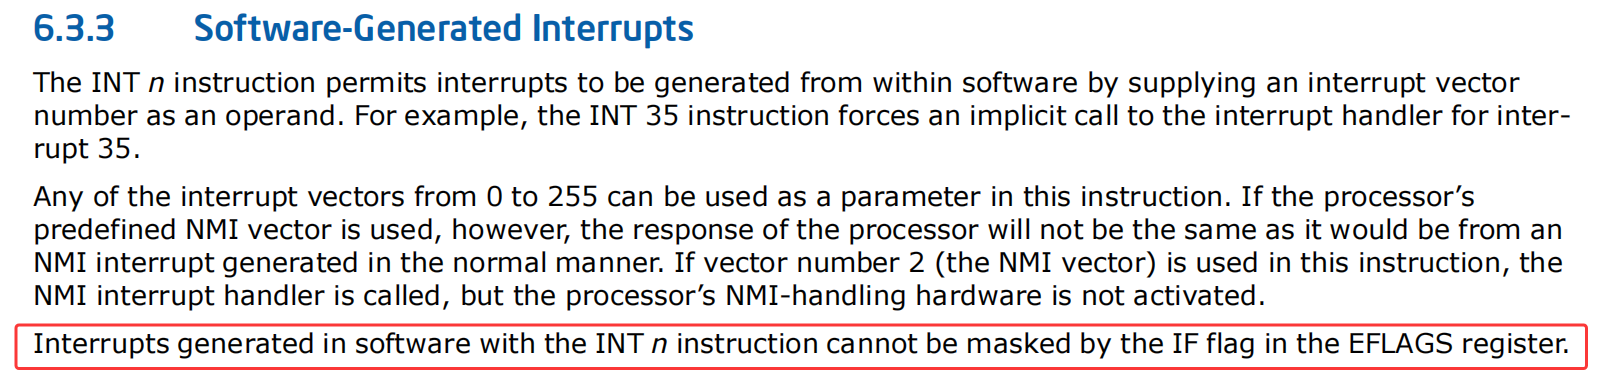 6.3.3 Software-Generated Interrupts
The INT n instruction permits interrupts to be generated from within software by supplying an interrupt vector
number as an operand. For example, the INT 35 instruction forces an implicit call to the interrupt handler for inter-
rupt 35.
Any of the interrupt vectors from 0 to 255 can be used as a parameter in this instruction. If the processor’s
predefined NMI vector is used, however, the response of the processor will not be the same as it would be from an
NMI interrupt generated in the normal manner. If vector number 2 (the NMI vector) is used in this instruction, the
NMI interrupt handler is called, but the processor’s NMI-handling hardware is not activated.
Interrupts generated in software with the INT n instruction cannot be masked by the IF flag in the EFLAGS register.